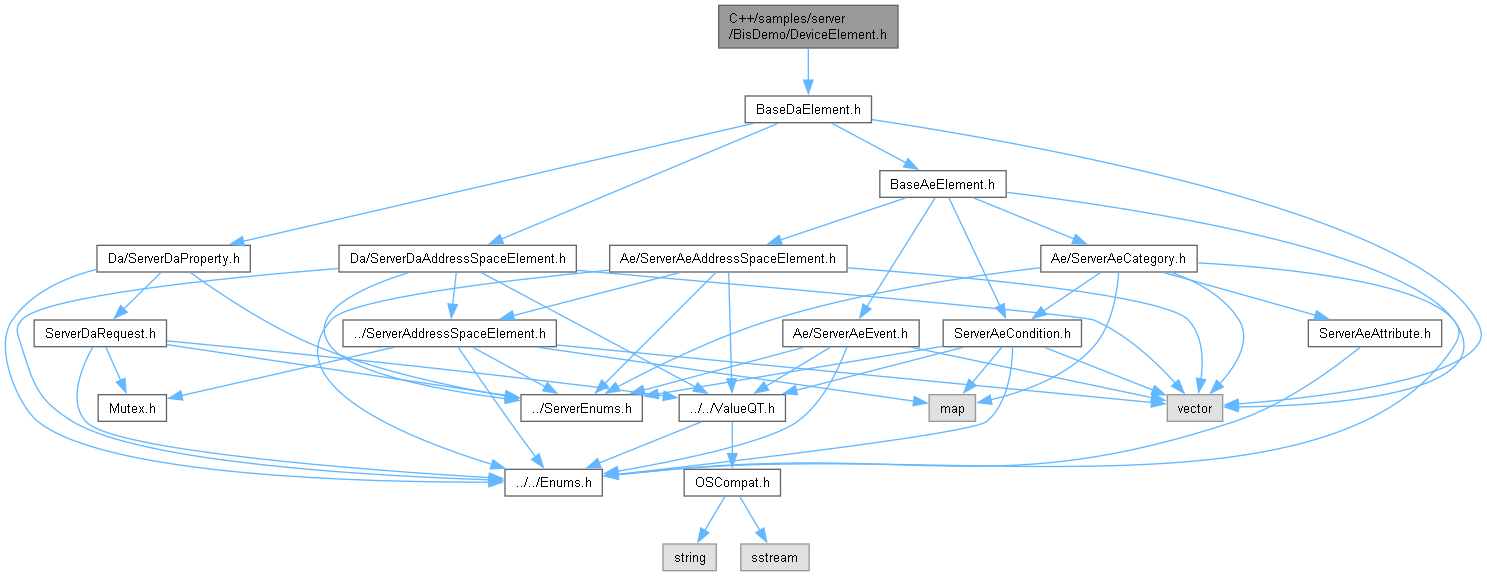 C++/samples/server
/BisDemo/DeviceElement.h
BaseDaElement.h
BaseAeElement.h
Da/ServerDaProperty.h
Da/ServerDaAddressSpaceElement.h
Ae/ServerAeAddressSpaceElement.h
Ae/ServerAeCategory.h
ServerDaRequest.h
../ServerAddressSpaceElement.h
Ae/ServerAeEvent.h
ServerAeCondition.h
ServerAeAttribute.h
Mutex.h
../ServerEnums.h
../../ValueQT.h
map
vector
../../Enums.h
OSCompat.h
string
sstream